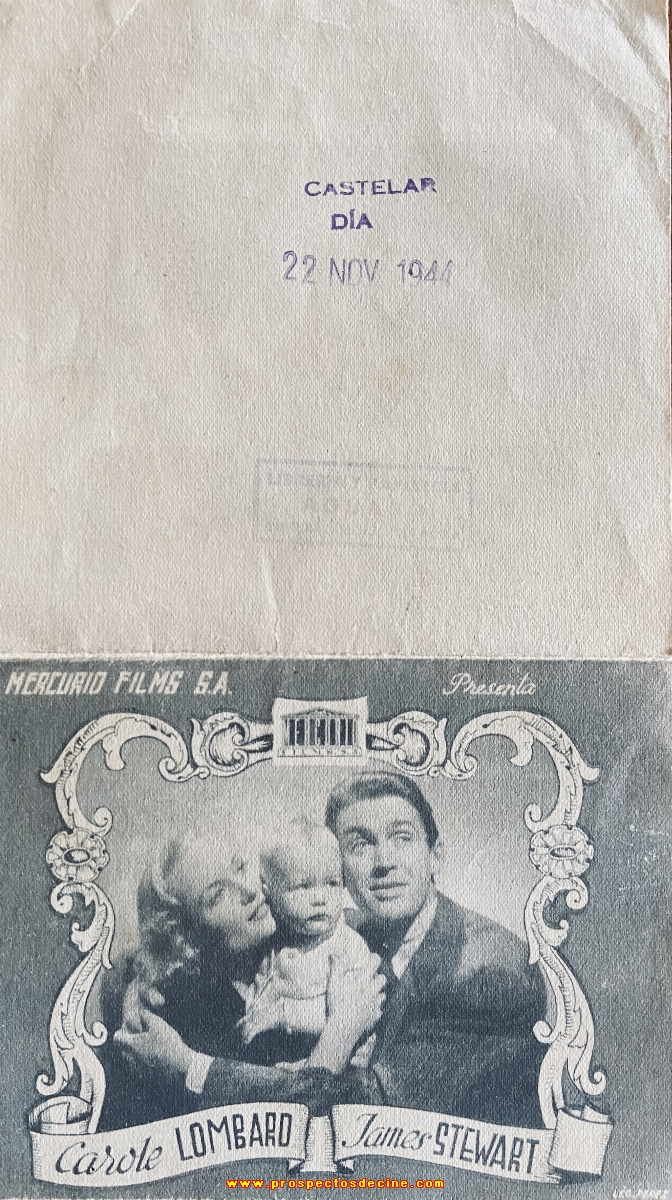 CASTELAR
DÍA
22 NOV 1944
MERCURIO FILMS S.A. Presenta
Carole LOMBARD James STEWART
www.prospectosdecine.com